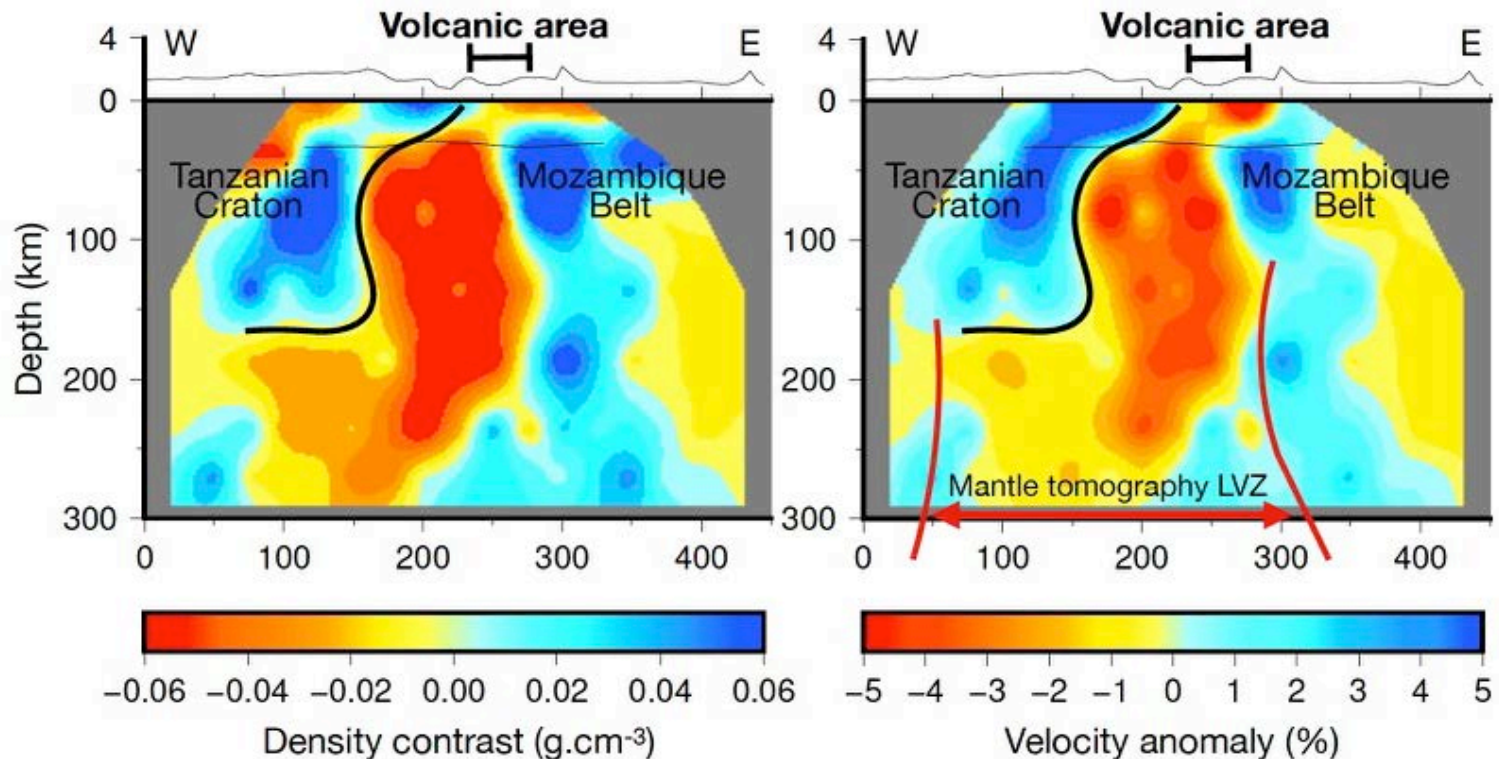 Volcanic area
W
E
4
0
100
200
300
Depth (km)
Tanzanian
Craton
Mozambique
Belt
0
100
200
300
400
−0.06
−0.04
−0.02
0.00
0.02
0.04
0.06
Density contrast (g.cm-3)
Volcanic area
W
E
4
0
100
200
300
Tanzanian
Craton
Mozambique
Belt
Mantle tomography LVZ
0
100
200
300
400
−5
−4
−3
−2
−1
0
1
2
3
4
5
Velocity anomaly (%)